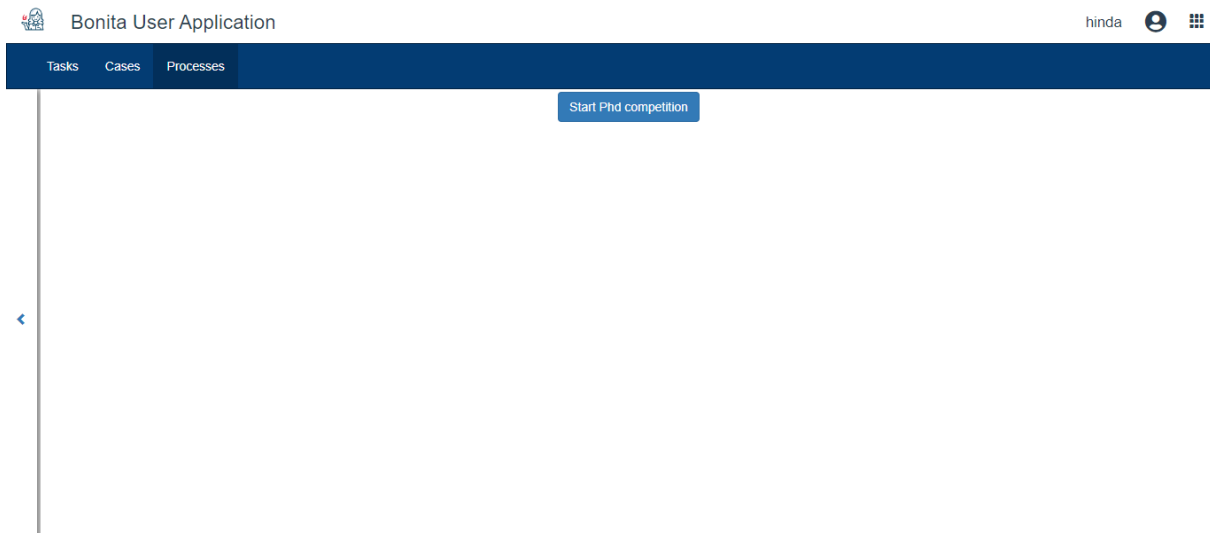 Bonita User Application
hinda
Tasks Cases Processes
Start Phd competition